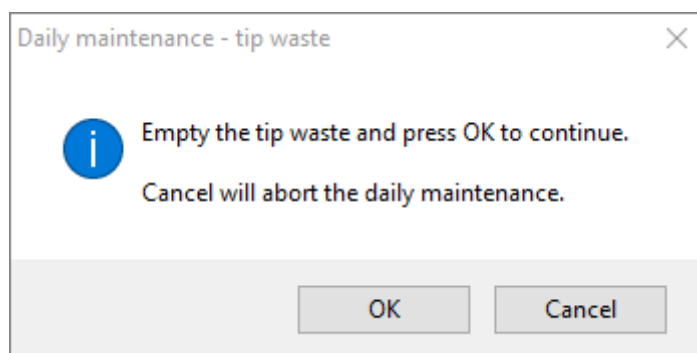 Daily maintenance - tip waste
Empty the tip waste and press OK to continue.
Cancel will abort the daily maintenance.
OK
Cancel